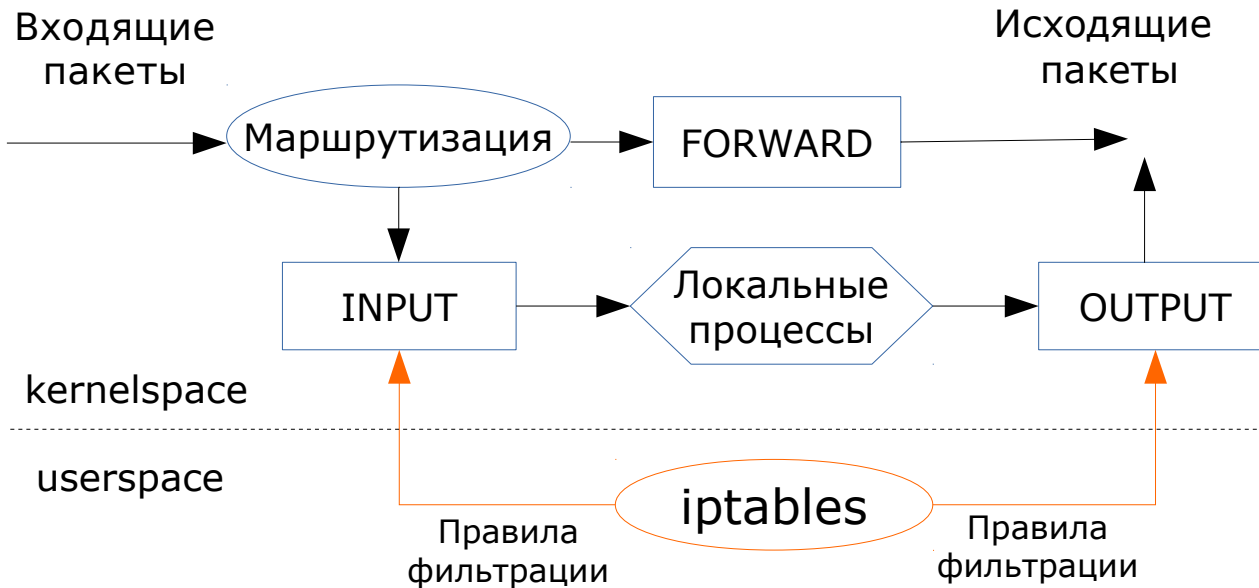 Входящие
пакеты
Исходящие
пакеты
Маршрутизация
FORWARD
INPUT
Локальные
процессы
OUTPUT
kernelspace
userspace
iptables
Правила
фильтрации
Правила
фильтрации